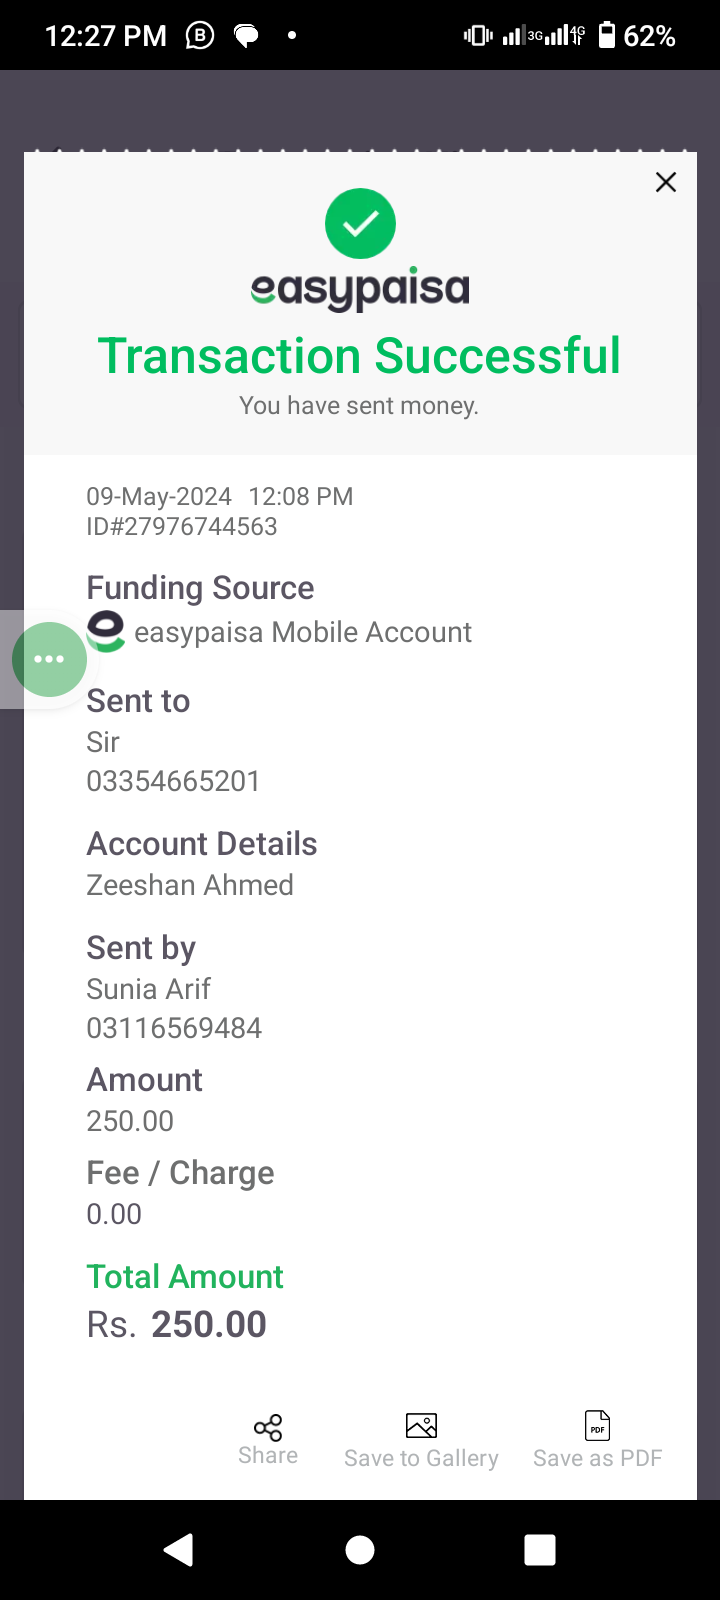 12:27 PM B 3G 4G 62%
easypaisa
Transaction Successful
You have sent money.
09-May-2024 12:08 PM
ID#27976744563
Funding Source
easypaisa Mobile Account
Sent to
Sir
03354665201
Account Details
Zeeshan Ahmed
Sent by
Sunia Arif
03116569484
Amount
250.00
Fee / Charge
0.00
Total Amount
Rs. 250.00
PDF
Share Save to Gallery Save as PDF